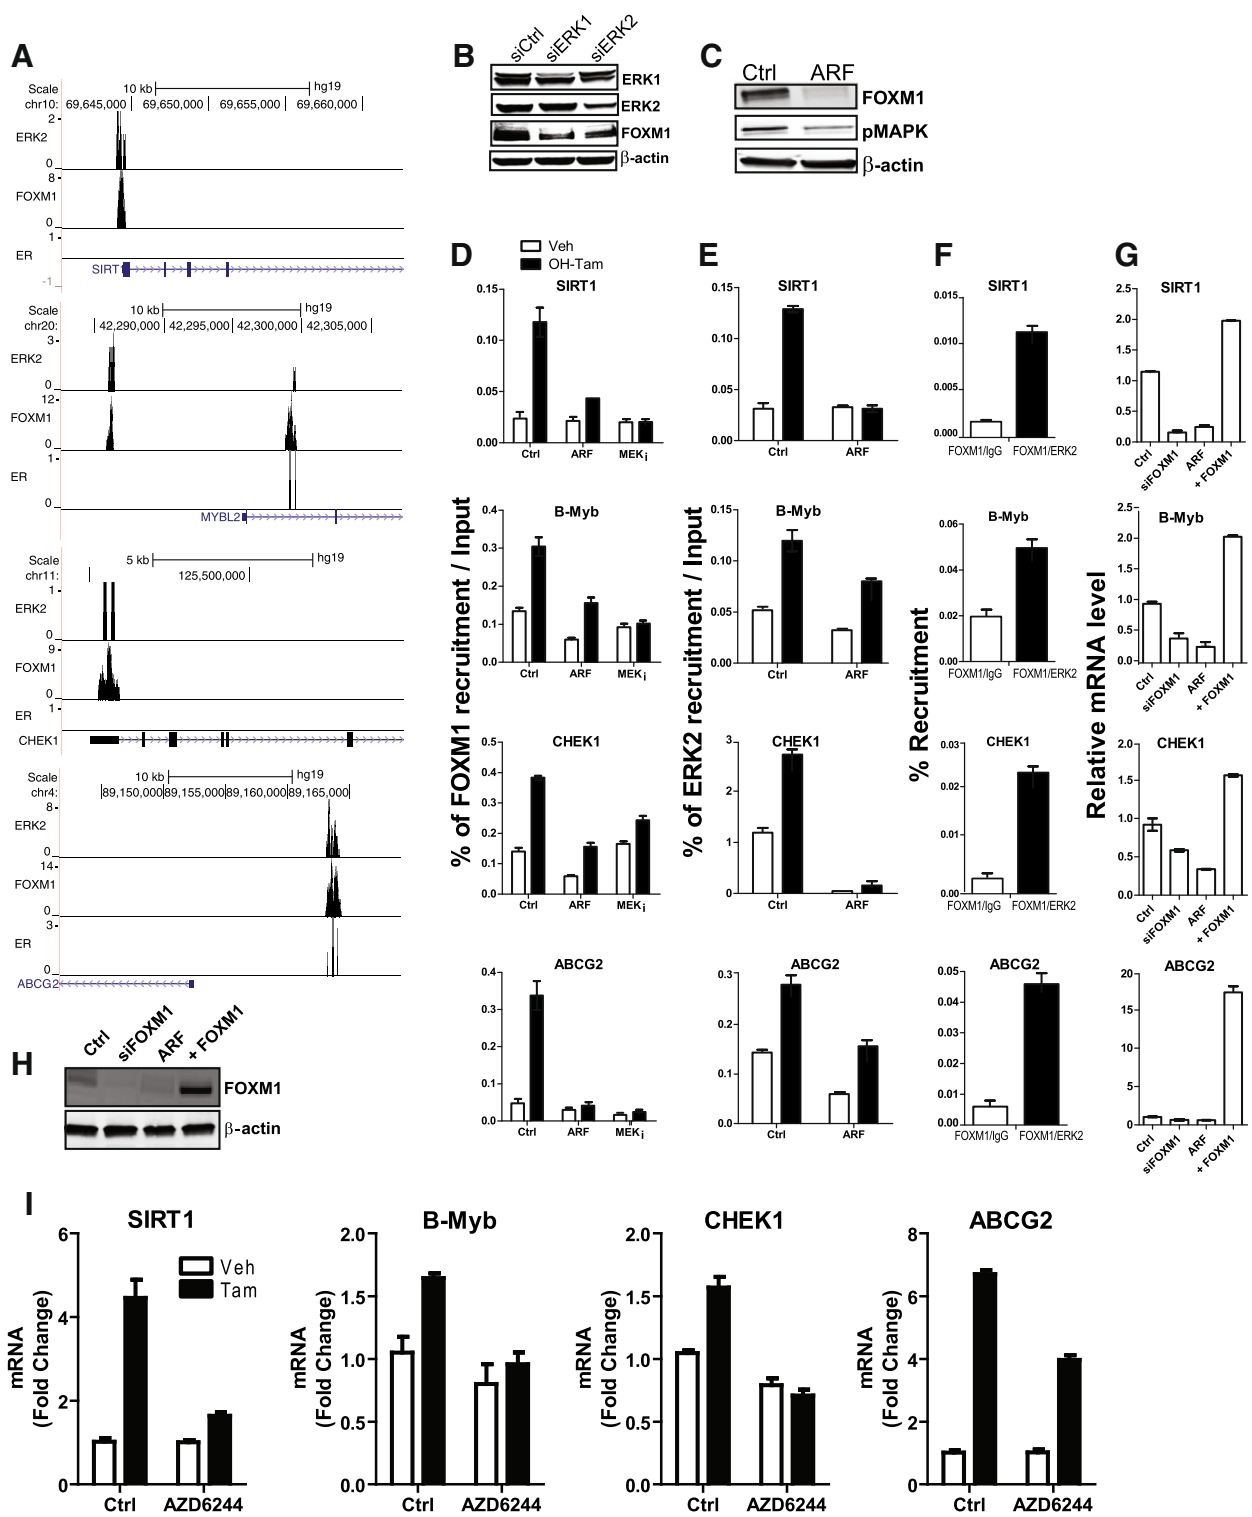 A
Scale
10 kb
hg19
chr10:
69,645,000
69,650,000
69,655,000
69,660,000
2
ERK2
0
8
FOXM1
0
1
ER
SIRT1
-1
Scale
10 kb
hg19
chr20:
42,290,000
42,295,000
42,300,000
42,305,000
3
ERK2
0
12
FOXM1
0
1
ER
0
MYBL2
Scale
5 kb
hg19
chr11:
125,500,000
1
ERK2
0
9
FOXM1
0
1
ER
CHEK1
Scale
10 kb
hg19
chr4:
89,150,000
89,155,000
89,160,000
89,165,000
8
ERK2
0
14
FOXM1
0
3
ER
0
ABCG2
B
siCtrl
siERK1
siERK2
ERK1
ERK2
FOXM1
β-actin
C
Ctrl
ARF
FOXM1
pMAPK
β-actin
D
Veh
OH-Tam
% of FOXM1 recruitment / Input
SIRT1
0.15
0.10
0.05
0.00
Ctrl
ARF
MEKi
B-Myb
0.4
0.3
0.2
0.1
0.0
Ctrl
ARF
MEKi
CHEK1
0.5
0.4
0.3
0.2
0.1
0.0
Ctrl
ARF
MEKi
ABCG2
0.4
0.3
0.2
0.1
0.0
Ctrl
ARF
MEKi
E
% of ERK2 recruitment / Input
SIRT1
0.15
0.10
0.05
0.00
Ctrl
ARF
B-Myb
0.15
0.10
0.05
0.00
Ctrl
ARF
CHEK1
3
2
1
0
Ctrl
ARF
ABCG2
0.3
0.2
0.1
0.0
Ctrl
ARF
F
% Recruitment
SIRT1
0.015
0.010
0.005
0.000
FOXM1/IgG
FOXM1/ERK2
B-Myb
0.06
0.04
0.02
0.00
FOXM1/IgG
FOXM1/ERK2
CHEK1
0.03
0.02
0.01
0.00
FOXM1/IgG
FOXM1/ERK2
ABCG2
0.05
0.04
0.03
0.02
0.01
0.00
FOXM1/IgG
FOXM1/ERK2
G
Relative mRNA level
SIRT1
2.5
2.0
1.5
1.0
0.5
0.0
Ctrl
siFOXM1
ARF
+ FOXM1
B-Myb
2.5
2.0
1.5
1.0
0.5
0.0
Ctrl
siFOXM1
ARF
+ FOXM1
CHEK1
2.0
1.5
1.0
0.5
0.0
Ctrl
siFOXM1
ARF
+ FOXM1
ABCG2
20
15
10
5
0
Ctrl
siFOXM1
ARF
+ FOXM1
H
Ctrl
siFOXM1
ARF
+ FOXM1
FOXM1
β-actin
I
SIRT1
mRNA
(Fold Change)
6
4
2
0
Veh
Tam
Ctrl
AZD6244
B-Myb
mRNA
(Fold Change)
2.0
1.5
1.0
0.5
0.0
Ctrl
AZD6244
CHEK1
mRNA
(Fold Change)
2.0
1.5
1.0
0.5
0.0
Ctrl
AZD6244
ABCG2
mRNA
(Fold Change)
8
6
4
2
0
Ctrl
AZD6244